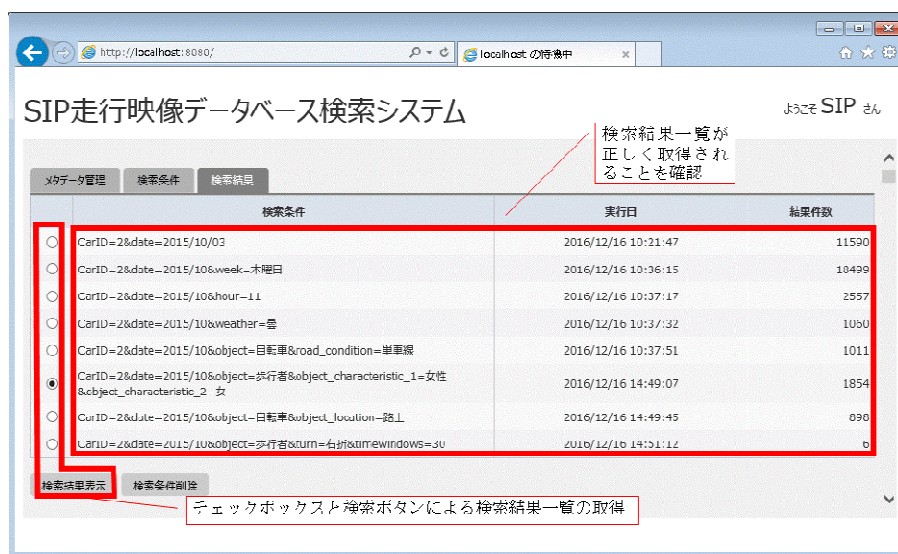 http://localhost:8080/
localhost の待機中
SIP走行映像データベース検索システム
ようこそ SIP さん
検索結果一覧が
正しく取得され
ることを確認
メタデータ管理 検索条件 検索結果
検索条件 実行日 結果件数
CarID=2&date=2015/10/03 2016/12/16 10:21:47 11590
CarID=2&date=2015/10&week=木曜日 2016/12/16 10:36:15 18499
CarID=2&date=2015/10&hour=11 2016/12/16 10:37:17 2557
CarID=2&date=2015/10&weather=曇 2016/12/16 10:37:32 1060
CarID=2&date=2015/10&object=自転車&road_condition=単車線 2016/12/16 10:37:51 1011
CarID=2&date=2015/10&object=歩行者&object_characteristic_1=女性 2016/12/16 14:49:07 1854
&object_characteristic_2 女
CarID=2&date=2015/10&object=自転車&object_location=路上 2016/12/16 14:49:45 898
CarID=2&date=2015/10&object=歩行者&turn=右折&timewindows=30 2016/12/16 14:51:12 6
検索結果表示 検索条件削除
チェックボックスと検索ボタンによる検索結果一覧の取得